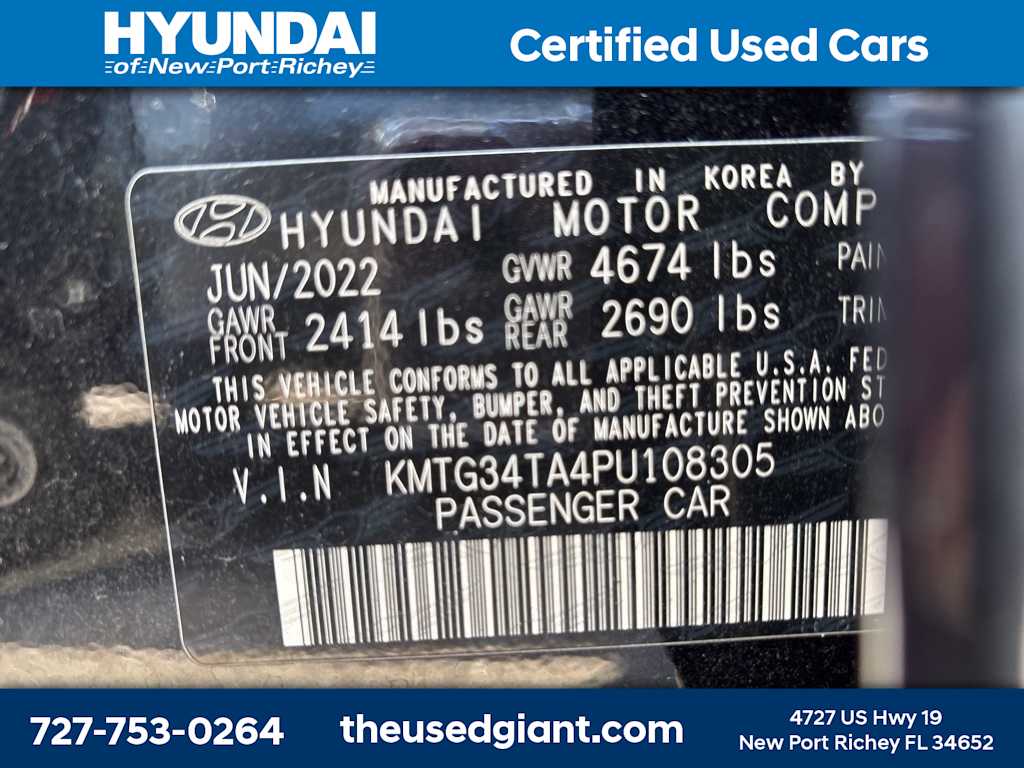 HYUNDAI
of New Port Richey
Certified Used Cars
MANUFACTURED IN KOREA BY
HYUNDAI MOTOR COMP
JUN/2022 GVWR 4674 lbs PAIN
GAWR FRONT 2414 lbs GAWR REAR 2690 lbs TRIM
THIS VEHICLE CONFORMS TO ALL APPLICABLE U.S.A. FED
MOTOR VEHICLE SAFETY, BUMPER, AND THEFT PREVENTION ST
IN EFFECT ON THE DATE OF MANUFACTURE SHOWN ABO
V.I.N KMTG34TA4PU108305
PASSENGER CAR
727-753-0264
theusedgiant.com
4727 US Hwy 19
New Port Richey FL 34652